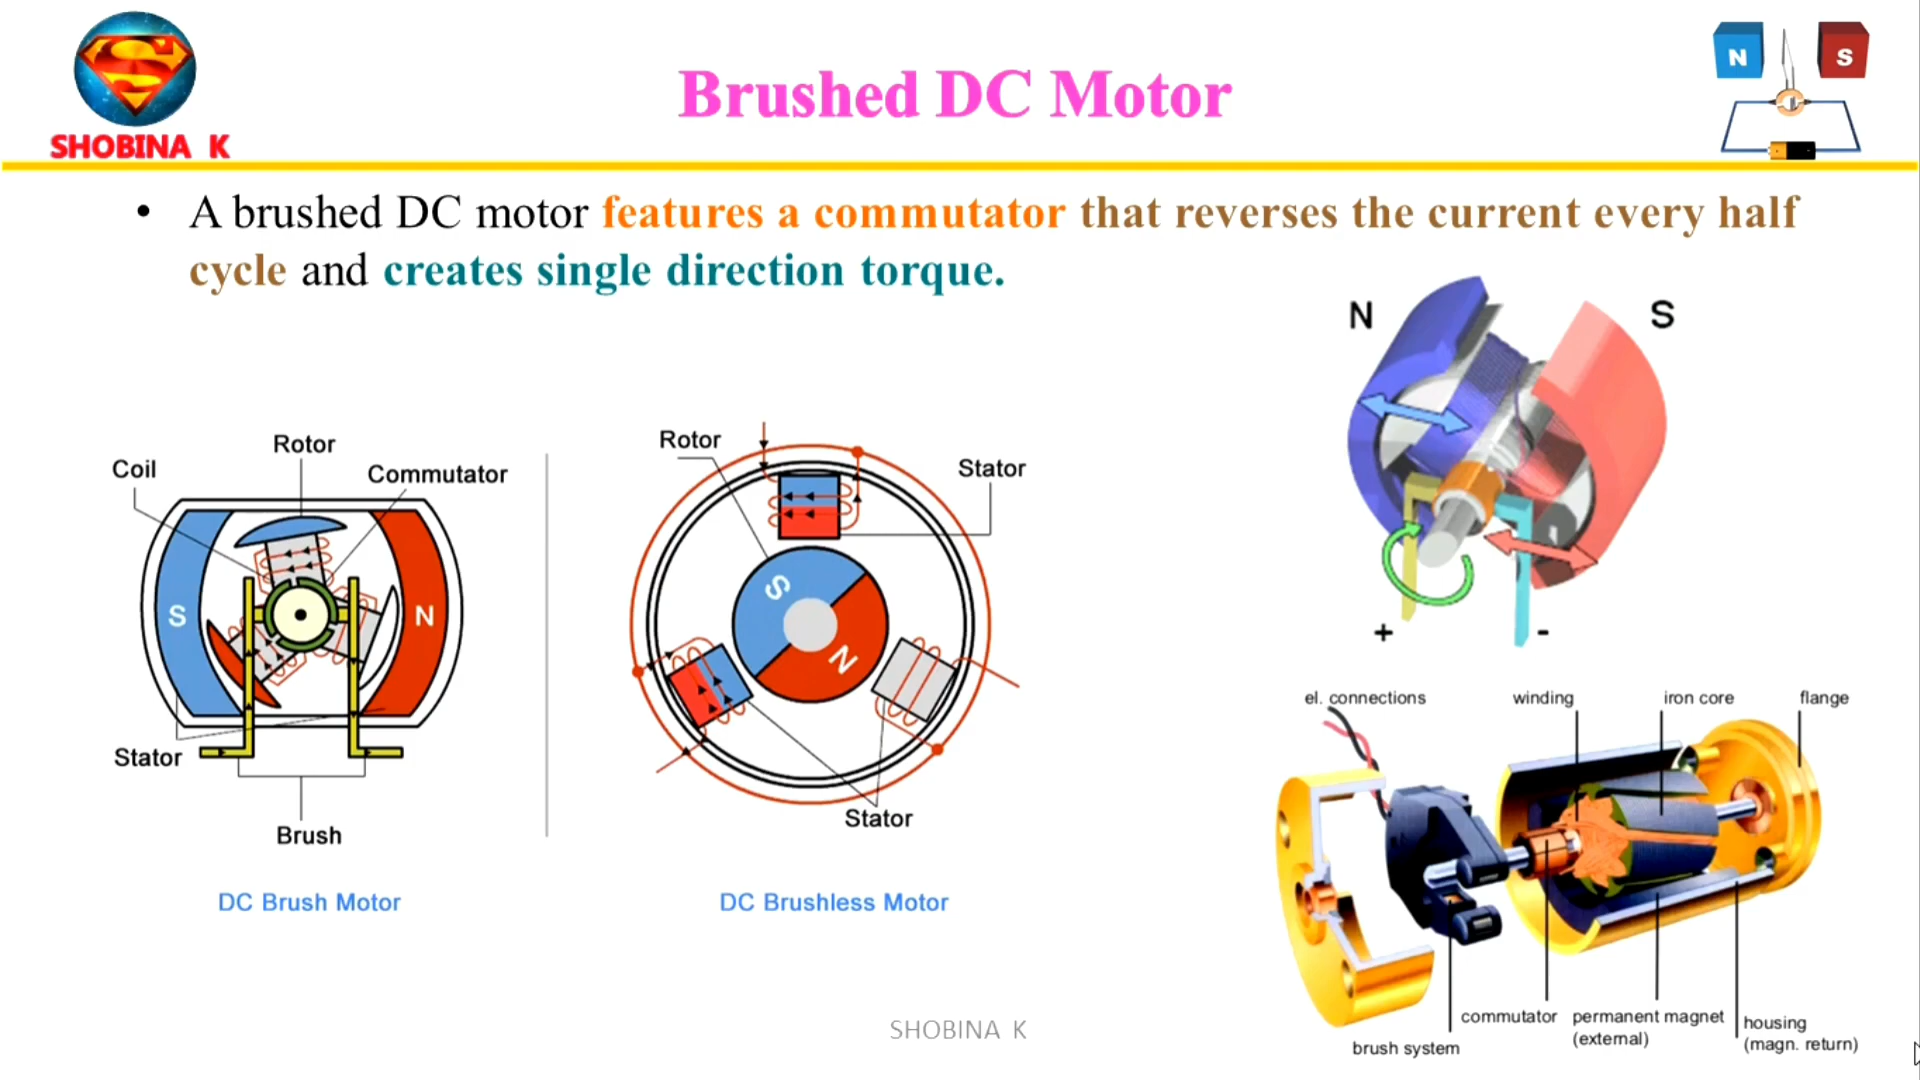 SHOBINA K
Brushed DC Motor
N
S
• A brushed DC motor features a commutator that reverses the current every half
cycle and creates single direction torque.
N
S
+
-
Coil
Rotor
Commutator
S
N
Stator
Brush
DC Brush Motor
Rotor
Stator
S
N
Stator
DC Brushless Motor
el. connections
winding
iron core
flange
commutator
permanent magnet
(external)
housing
(magn. return)
brush system
SHOBINA K